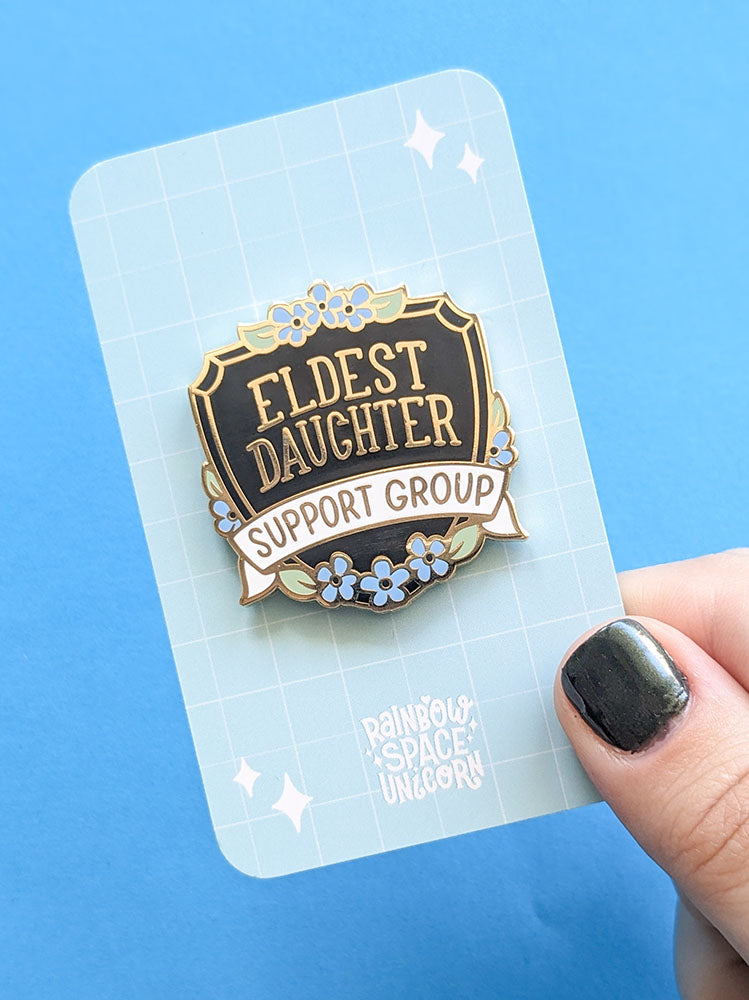 ELDEST
DAUGHTER
SUPPORT GROUP
RAINBOW
SPACE
UNICORN